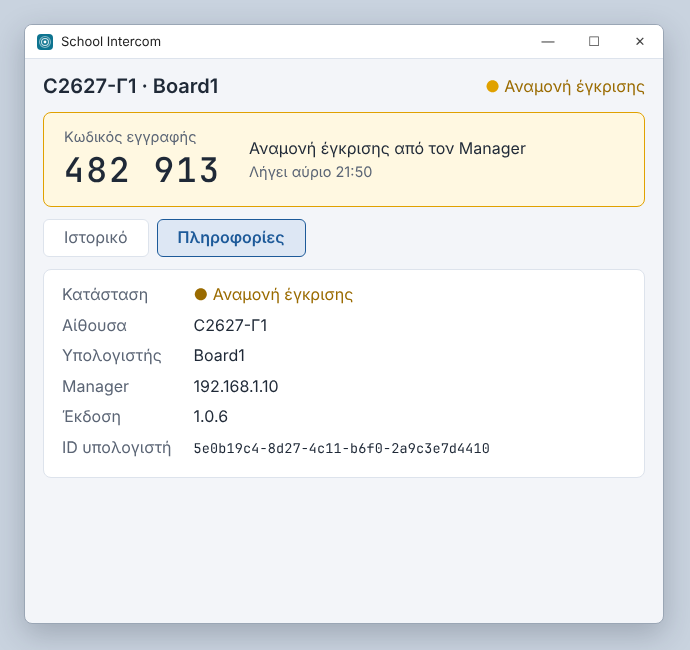 School Intercom
C2627-Γ1 · Board1
Αναμονή έγκρισης
Κωδικός εγγραφής
482 913
Αναμονή έγκρισης από τον Manager
Λήγει αύριο 21:50
Ιστορικό
Πληροφορίες
Κατάσταση Αναμονή έγκρισης
Αίθουσα C2627-Γ1
Υπολογιστής Board1
Manager 192.168.1.10
Έκδοση 1.0.6
ID υπολογιστή 5e0b19c4-8d27-4c11-b6f0-2a9c3e7d4410